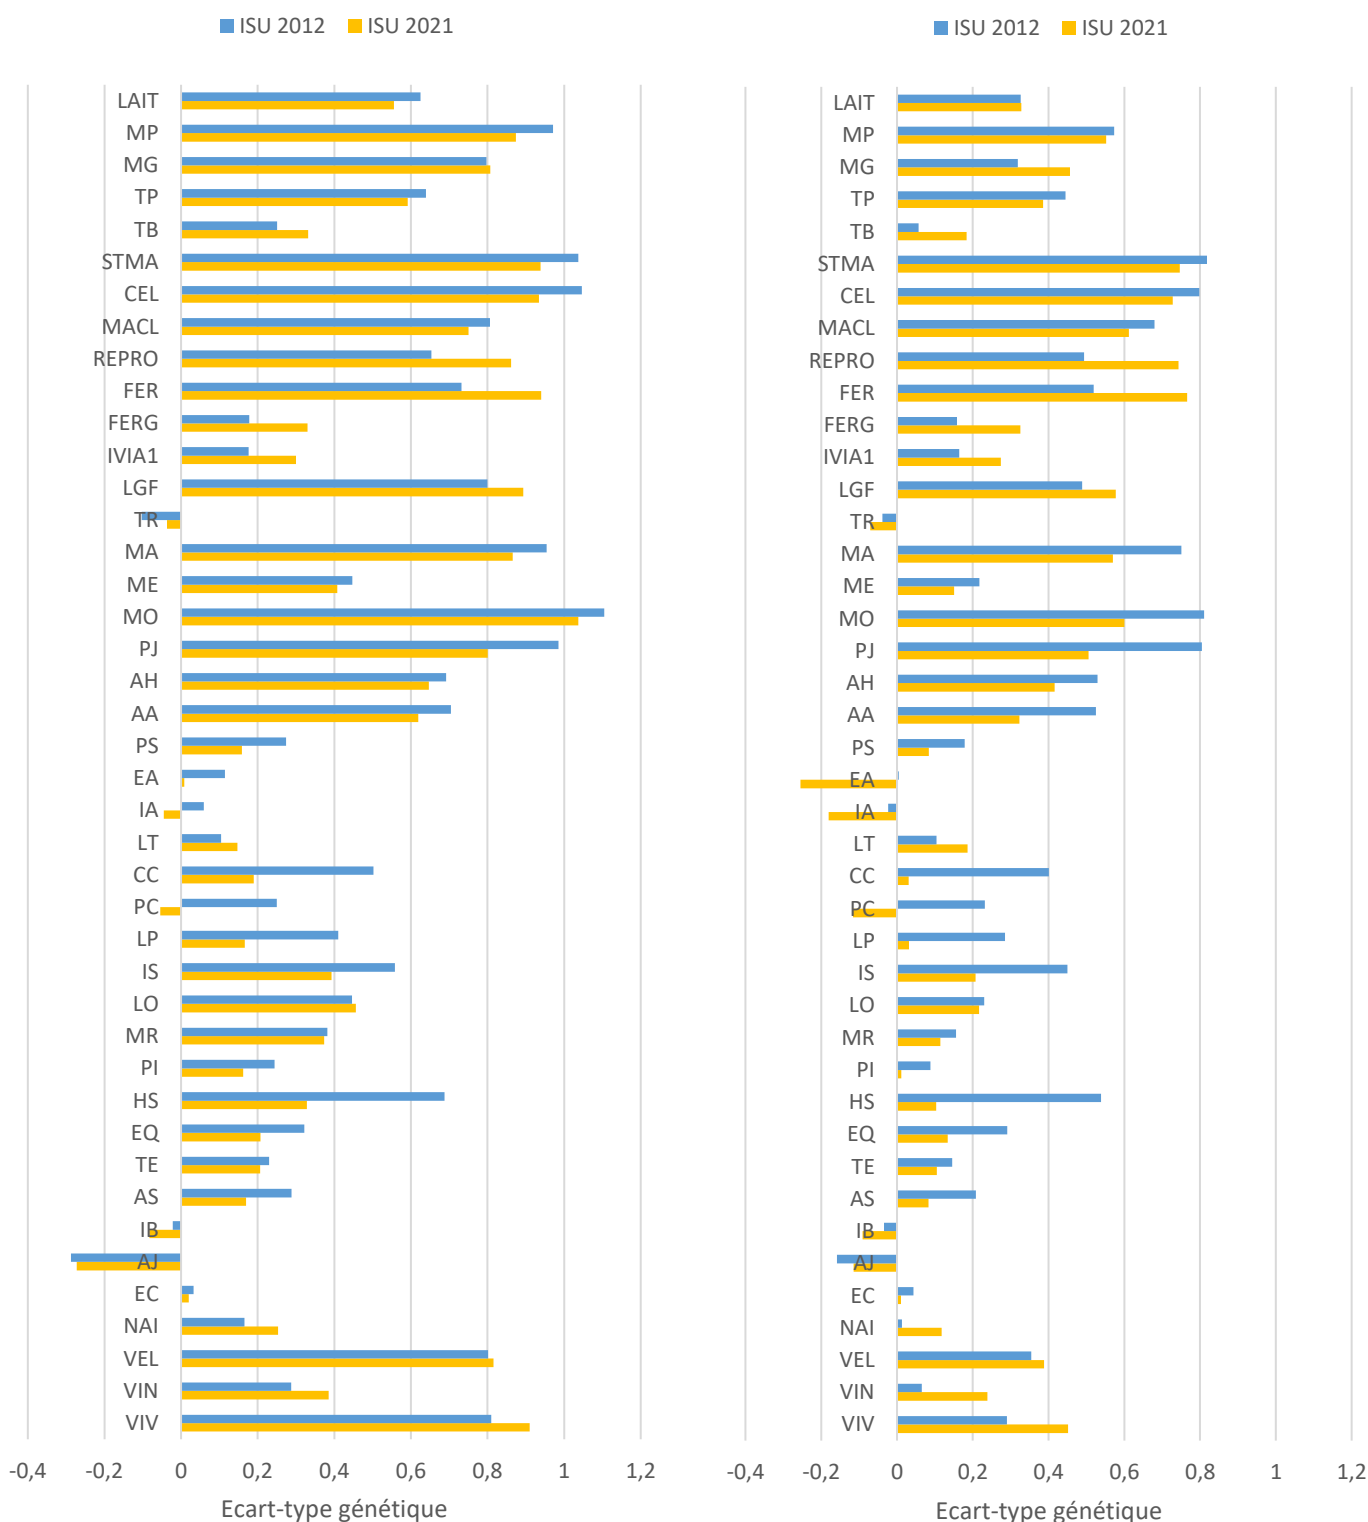 ISU 2012 ISU 2021
LAIT
MP
MG
TP
TB
STMA
CEL
MACL
REPRO
FER
FERG
IVIA1
LGF
TR
MA
ME
MO
PJ
AH
AA
PS
EA
IA
LT
CC
PC
LP
IS
LO
MR
PI
HS
EQ
TE
AS
IB
AJ
EC
NAI
VEL
VIN
VIV
-0,4 -0,2 0 0,2 0,4 0,6 0,8 1 1,2
Ecart-type génétique
ISU 2012 ISU 2021
LAIT
MP
MG
TP
TB
STMA
CEL
MACL
REPRO
FER
FERG
IVIA1
LGF
TR
MA
ME
MO
PJ
AH
AA
PS
EA
IA
LT
CC
PC
LP
IS
LO
MR
PI
HS
EQ
TE
AS
IB
AJ
EC
NAI
VEL
VIN
VIV
-0,4 -0,2 0 0,2 0,4 0,6 0,8 1 1,2
Ecart-type génétique